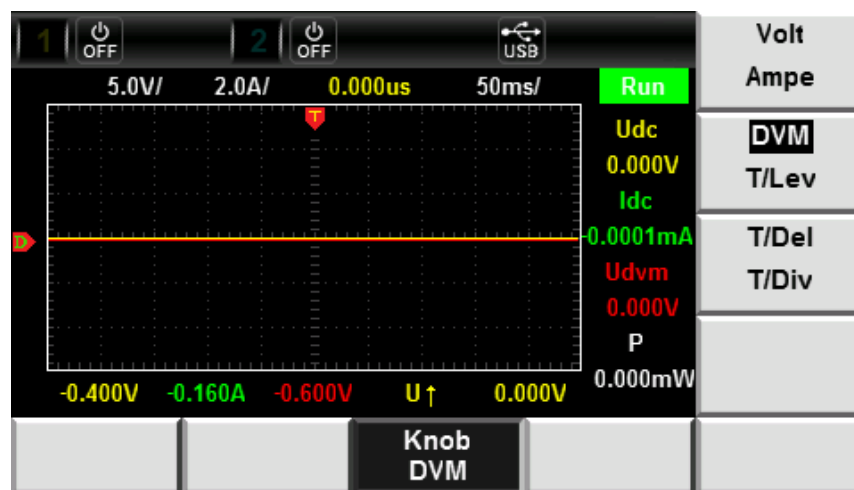 1 OFF 2 OFF USB
5.0V/ 2.0A/ 0.000us 50ms/ Run
T
D
Udc
0.000V
Idc
-0.0001mA
Udvm
0.000V
P
0.000mW
-0.400V -0.160A -0.600V U↑ 0.000V
Volt
Ampe
DVM
T/Lev
T/Del
T/Div
Knob
DVM